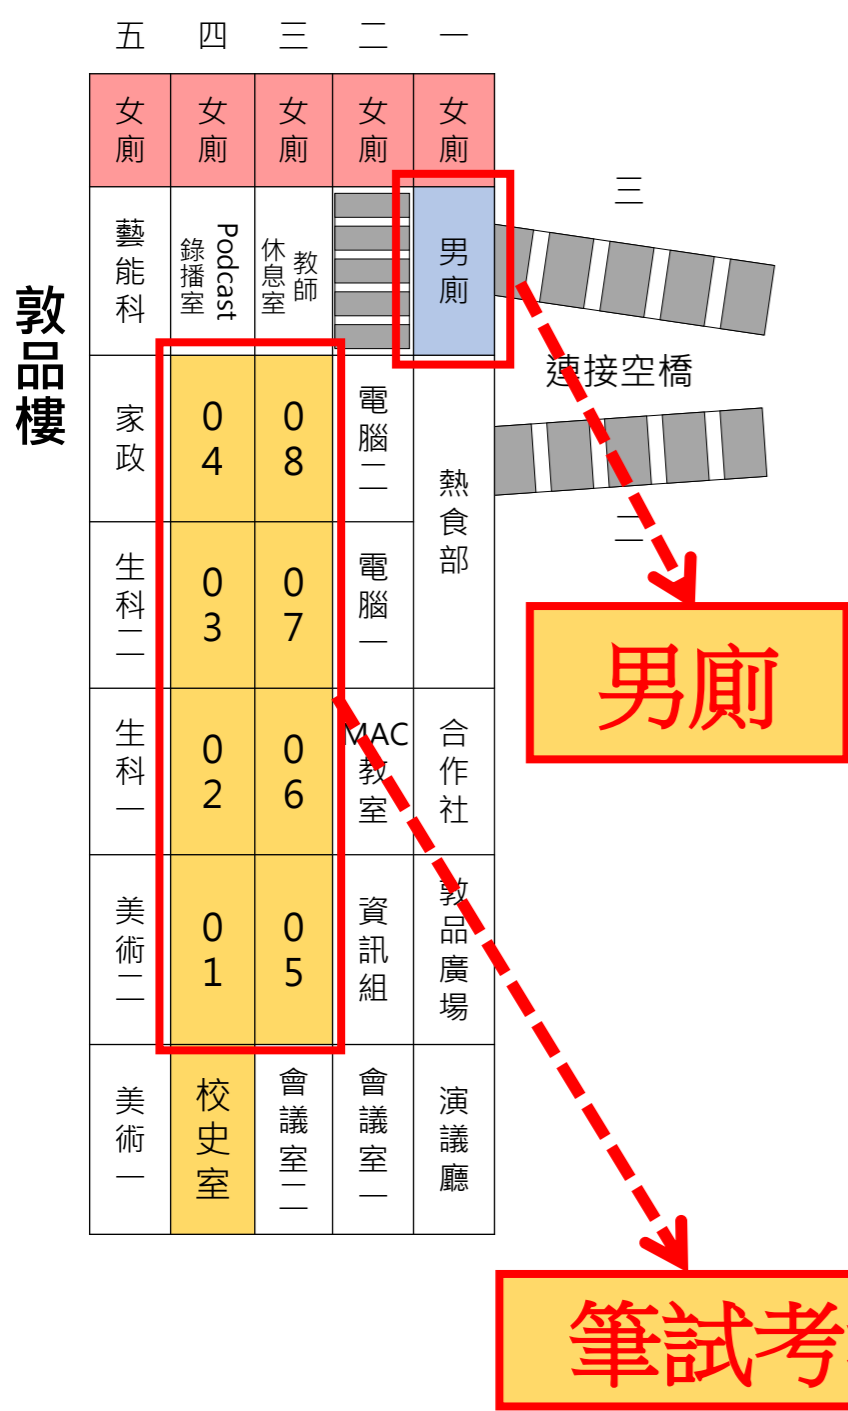 五 四 三 二 一
女廁 女廁 女廁 女廁 女廁
藝能科 Podcast錄播室 教師休息室 男廁
三
連接空橋
二
敦品樓
家政 04 08 電腦二 熱食部
生科二 03 07 電腦一
男廁
生科一 02 06 MAC教室 合作社
美術二 01 05 資訊組 敦品廣場
美術一 校史室 會議室二 會議室一 演議廳
筆試考